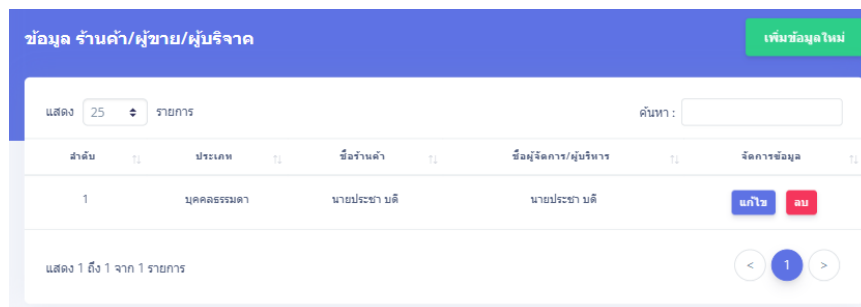 ข้อมูล ร้านค้า/ผู้ขาย/ผู้บริจาค
เพิ่มข้อมูลใหม่
แสดง 25 รายการ ค้นหา :
ลำดับ ประเภท ชื่อร้านค้า ชื่อผู้จัดการ/ผู้บริหาร จัดการข้อมูล
1 บุคคลธรรมดา นายประชา บดี นายประชา บดี แก้ไข ลบ
แสดง 1 ถึง 1 จาก 1 รายการ < 1 >